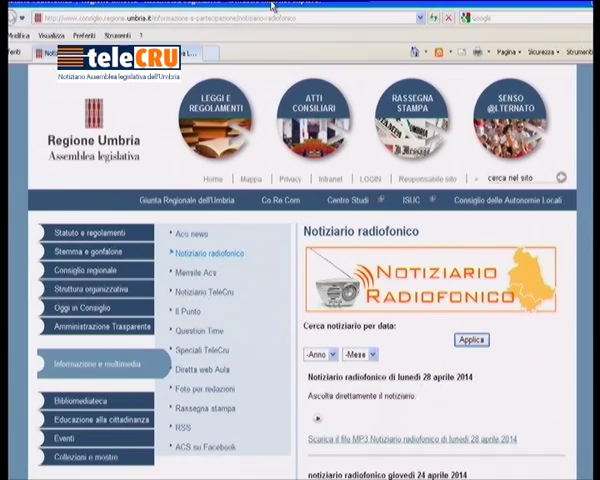 http://www.consiglio.regione.umbria.it/informazione-e-partecipazione/notiziario-radiofonico
Google
Modifica Visualizza Preferiti Strumenti ?
Pagina Sicurezza Strumenti
teleCRU
Notiziario Assemblea legislativa dell'Umbria
Regione Umbria
Assemblea legislativa
LEGGI E
REGOLAMENTI
ATTI
CONSILIARI
RASSEGNA
STAMPA
SENSO
@LTERNATO
Home Mappa Privacy Intranet LOGIN Responsabile sito cerca nel sito
Giunta Regionale dell'Umbria Co.Re.Com Centro Studi ISUC Consiglio delle Autonomie Locali
Statuto e regolamenti
Stemma e gonfalone
Consiglio regionale
Struttura organizzativa
Oggi in Consiglio
Amministrazione Trasparente
Informazione e multimedia
Bibliomediateca
Educazione alla cittadinanza
Eventi
Collezioni e mostre
Acs news
Notiziario radiofonico
Mensile Acs
Notiziario TeleCru
Il Punto
Question Time
Speciali TeleCru
Diretta web Aula
Foto per redazioni
Rassegna stampa
RSS
ACS su Facebook
Notiziario radiofonico
NOTIZIARIO
RADIOFONICO
Cerca notiziario per data:
Applica
-Anno -Mese
Notiziario radiofonico di lunedì 28 aprile 2014
Ascolta direttamente il notiziario.
Scarica il file MP3 Notiziario radiofonico di lunedì 28 aprile 2014
notiziario radiofonico giovedì 24 aprile 2014